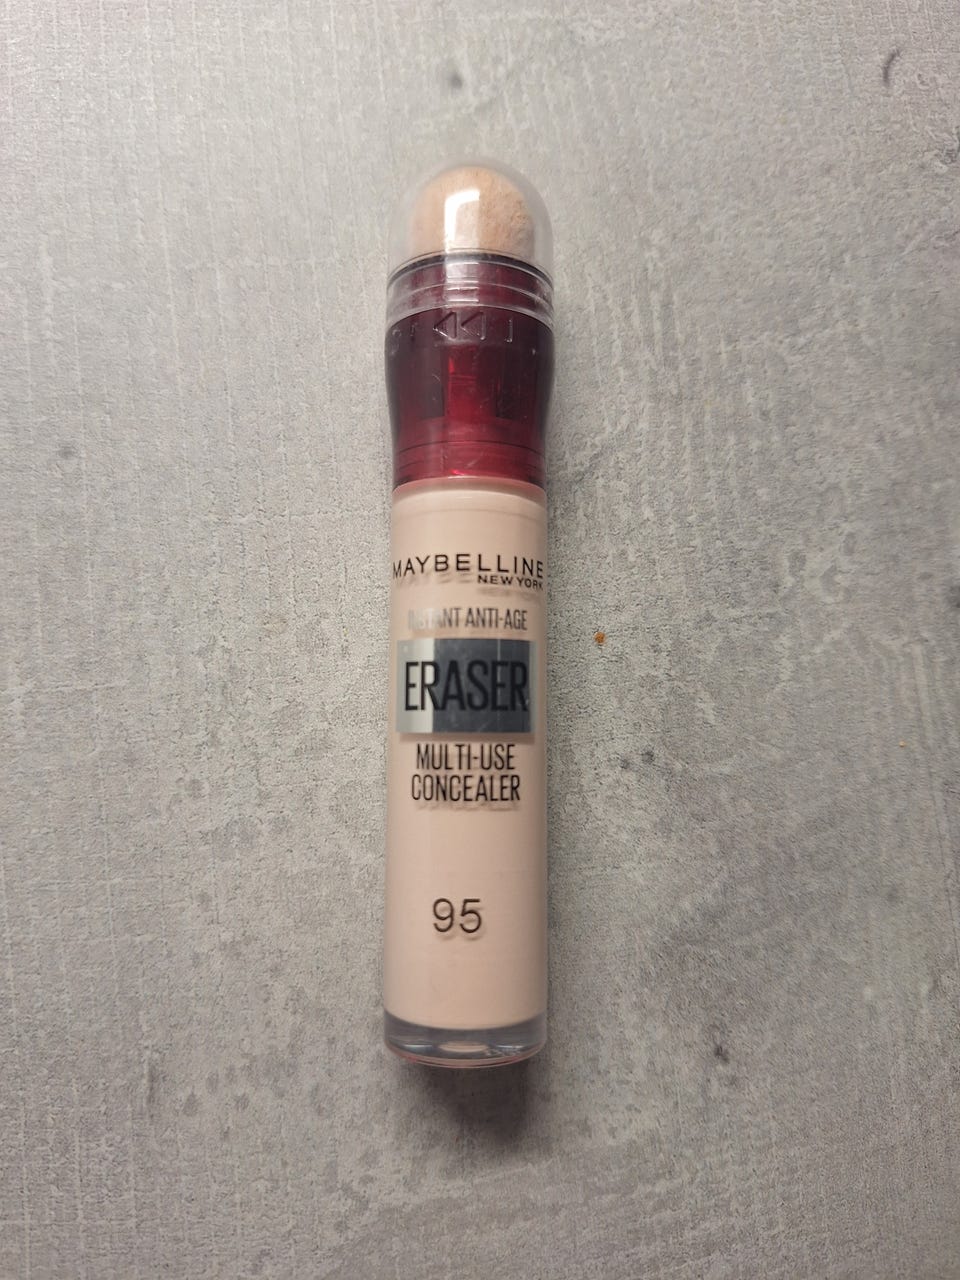 MAYBELLINE
NEW YORK
INSTANT ANTI-AGE
ERASER
MULTI-USE
CONCEALER
95